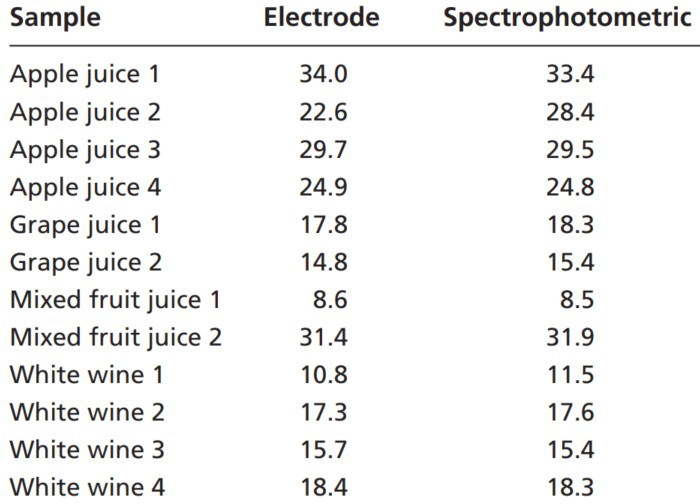 Sample Electrode Spectrophotometric
Apple juice 1 34.0 33.4
Apple juice 2 22.6 28.4
Apple juice 3 29.7 29.5
Apple juice 4 24.9 24.8
Grape juice 1 17.8 18.3
Grape juice 2 14.8 15.4
Mixed fruit juice 1 8.6 8.5
Mixed fruit juice 2 31.4 31.9
White wine 1 10.8 11.5
White wine 2 17.3 17.6
White wine 3 15.7 15.4
White wine 4 18.4 18.3